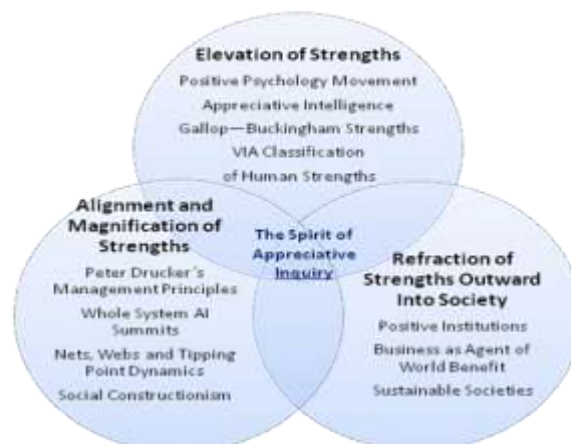 Elevation of Strengths
Positive Psychology Movement
Appreciative Intelligence
Gallop—Buckingham Strengths
VIA Classification
of Human Strengths
Alignment and
Magnification of
Strengths
Peter Drucker's
Management Principles
Whole System AI
Summits
Nets, Webs and Tipping
Point Dynamics
Social Constructionism
The Spirit of
Appreciative
Inquiry
Refraction of
Strengths Outward
Into Society
Positive Institutions
Business as Agent of
World Benefit
Sustainable Societies